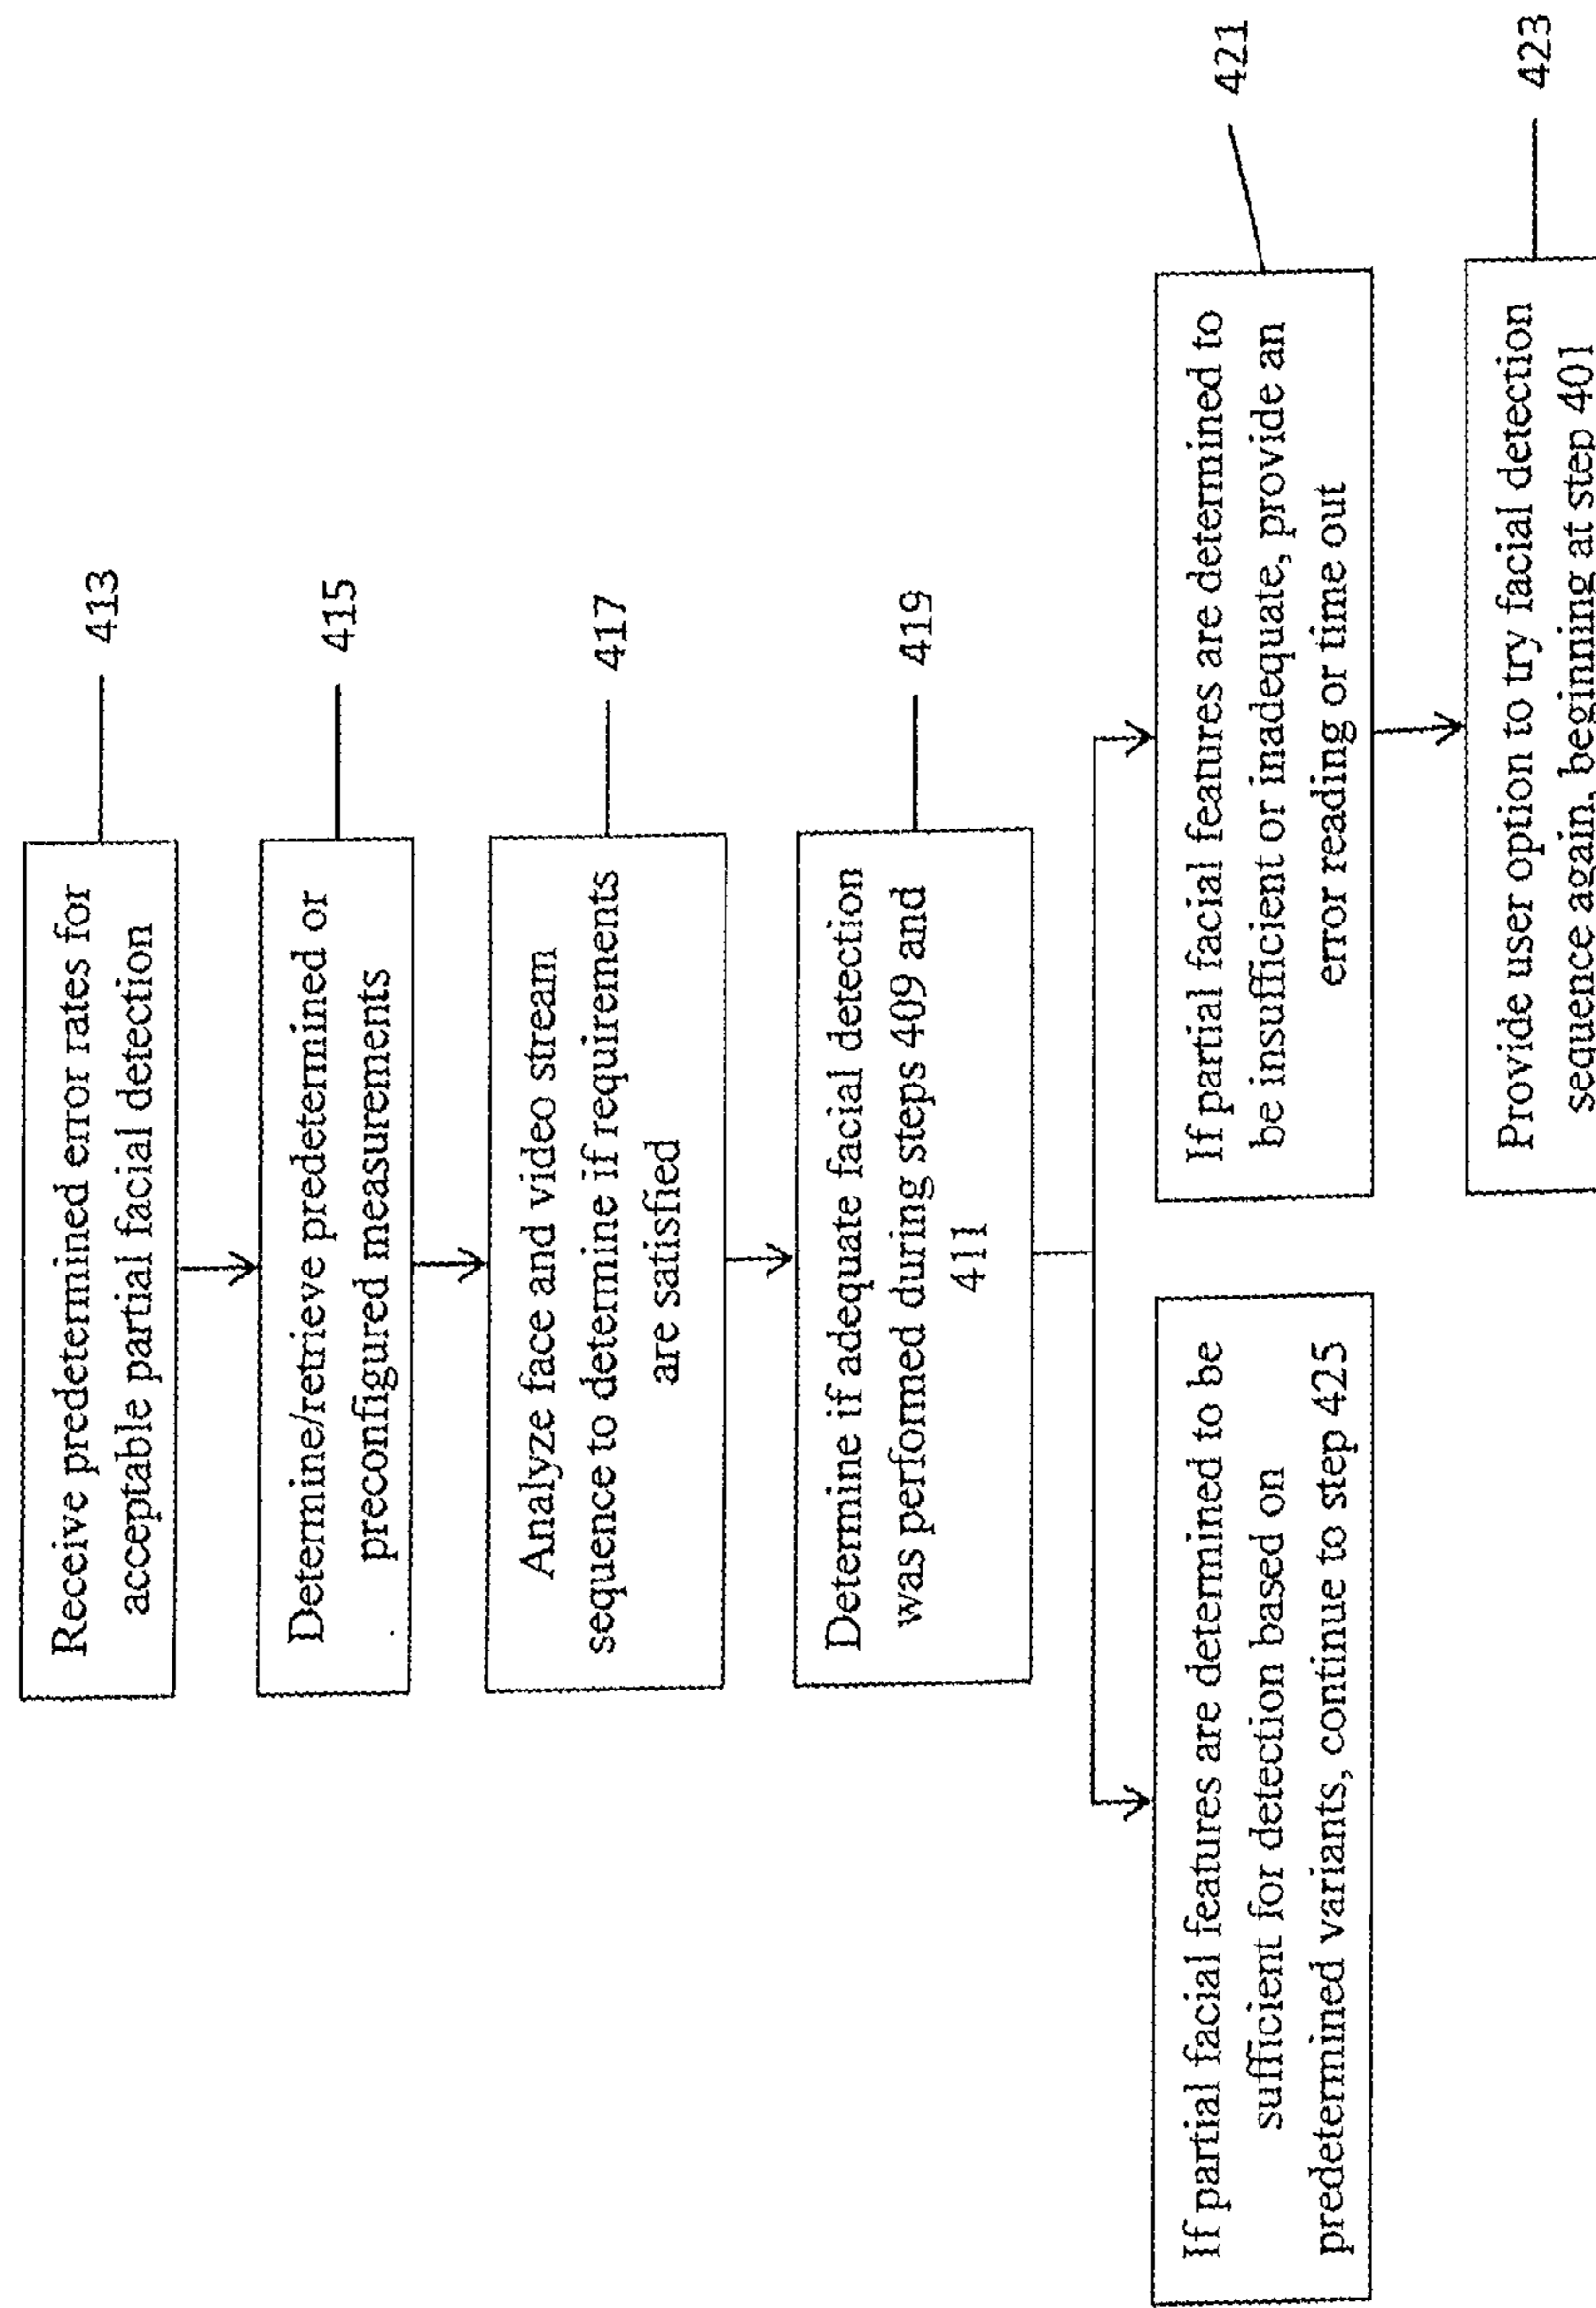 Receive predetermined error rates for
acceptable partial facial detection
413
Determine/retrieve predetermined or
preconfigured measurements
415
Analyze face and video stream
sequence to determine if requirements
are satisfied
417
Determine if adequate facial detection
was performed during steps 409 and
411
419
If partial facial features are determined to be
sufficient for detection based on
predetermined variants, continue to step 425
If partial facial features are determined to
be insufficient or inadequate, provide an
error reading or time out
421
Provide user option to try facial detection
sequence again, beginning at step 401
423